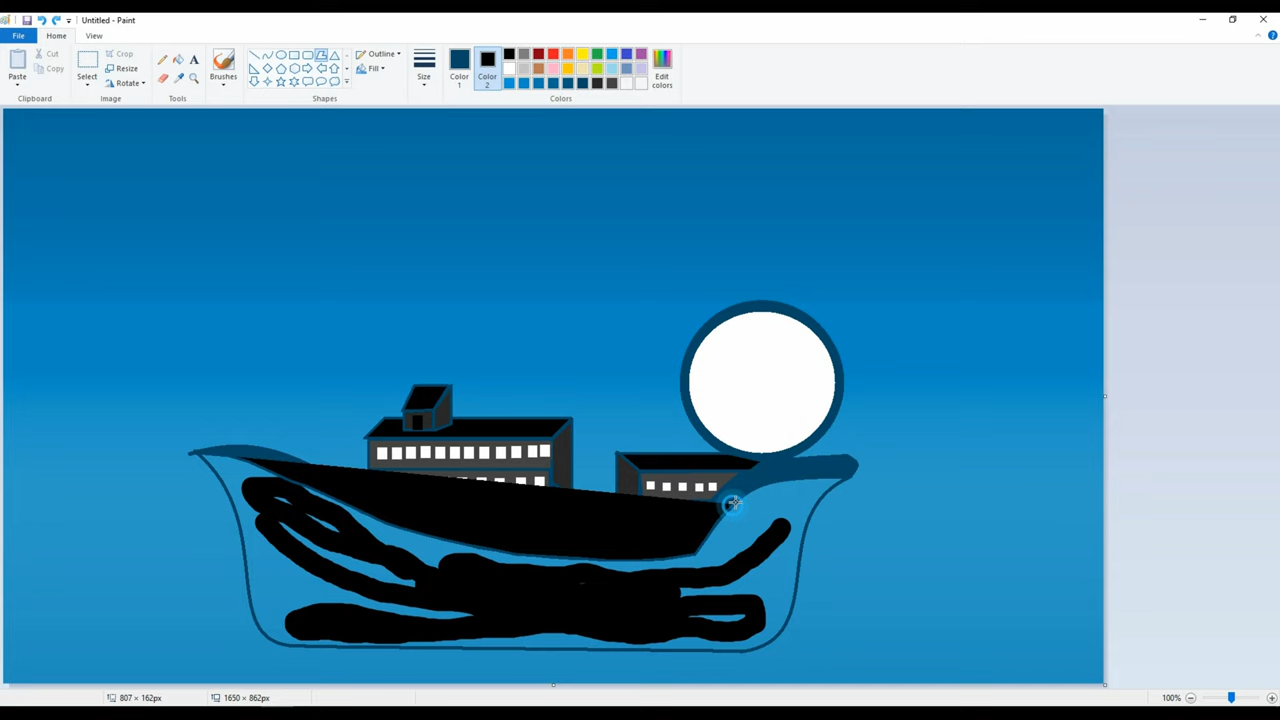 Untitled - Paint
File Home View
Paste
Cut
Copy
Clipboard
Select
Crop
Resize
Rotate
Image
A
Tools
Brushes
Outline
Fill
Shapes
Size
Color 1
Color 2
Edit colors
Colors
807 × 162px
1650 × 862px
100%